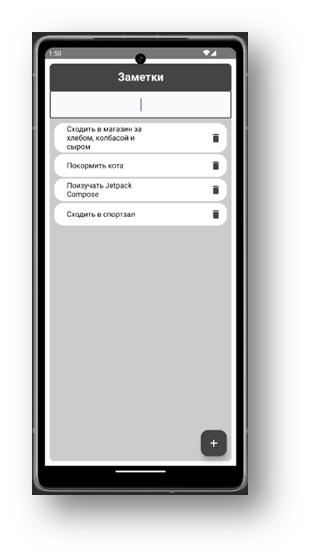 1:50
Заметки
Сходить в магазин за
хлебом, колбасой и
сыром
Покормить кота
Поизучать Jetpack
Compose
Сходить в спортзал
+